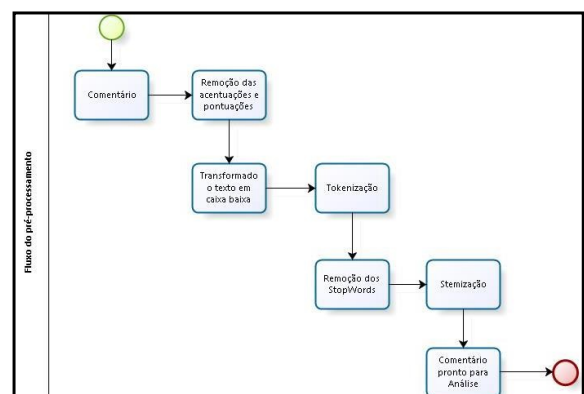 Fluxo do pré-processamento
Comentário
Remoção das
acentuações e
pontuações
Transformado
o texto em
caixa baixa
Tokenização
Remoção dos
StopWords
Stemização
Comentário
pronto para
Análise